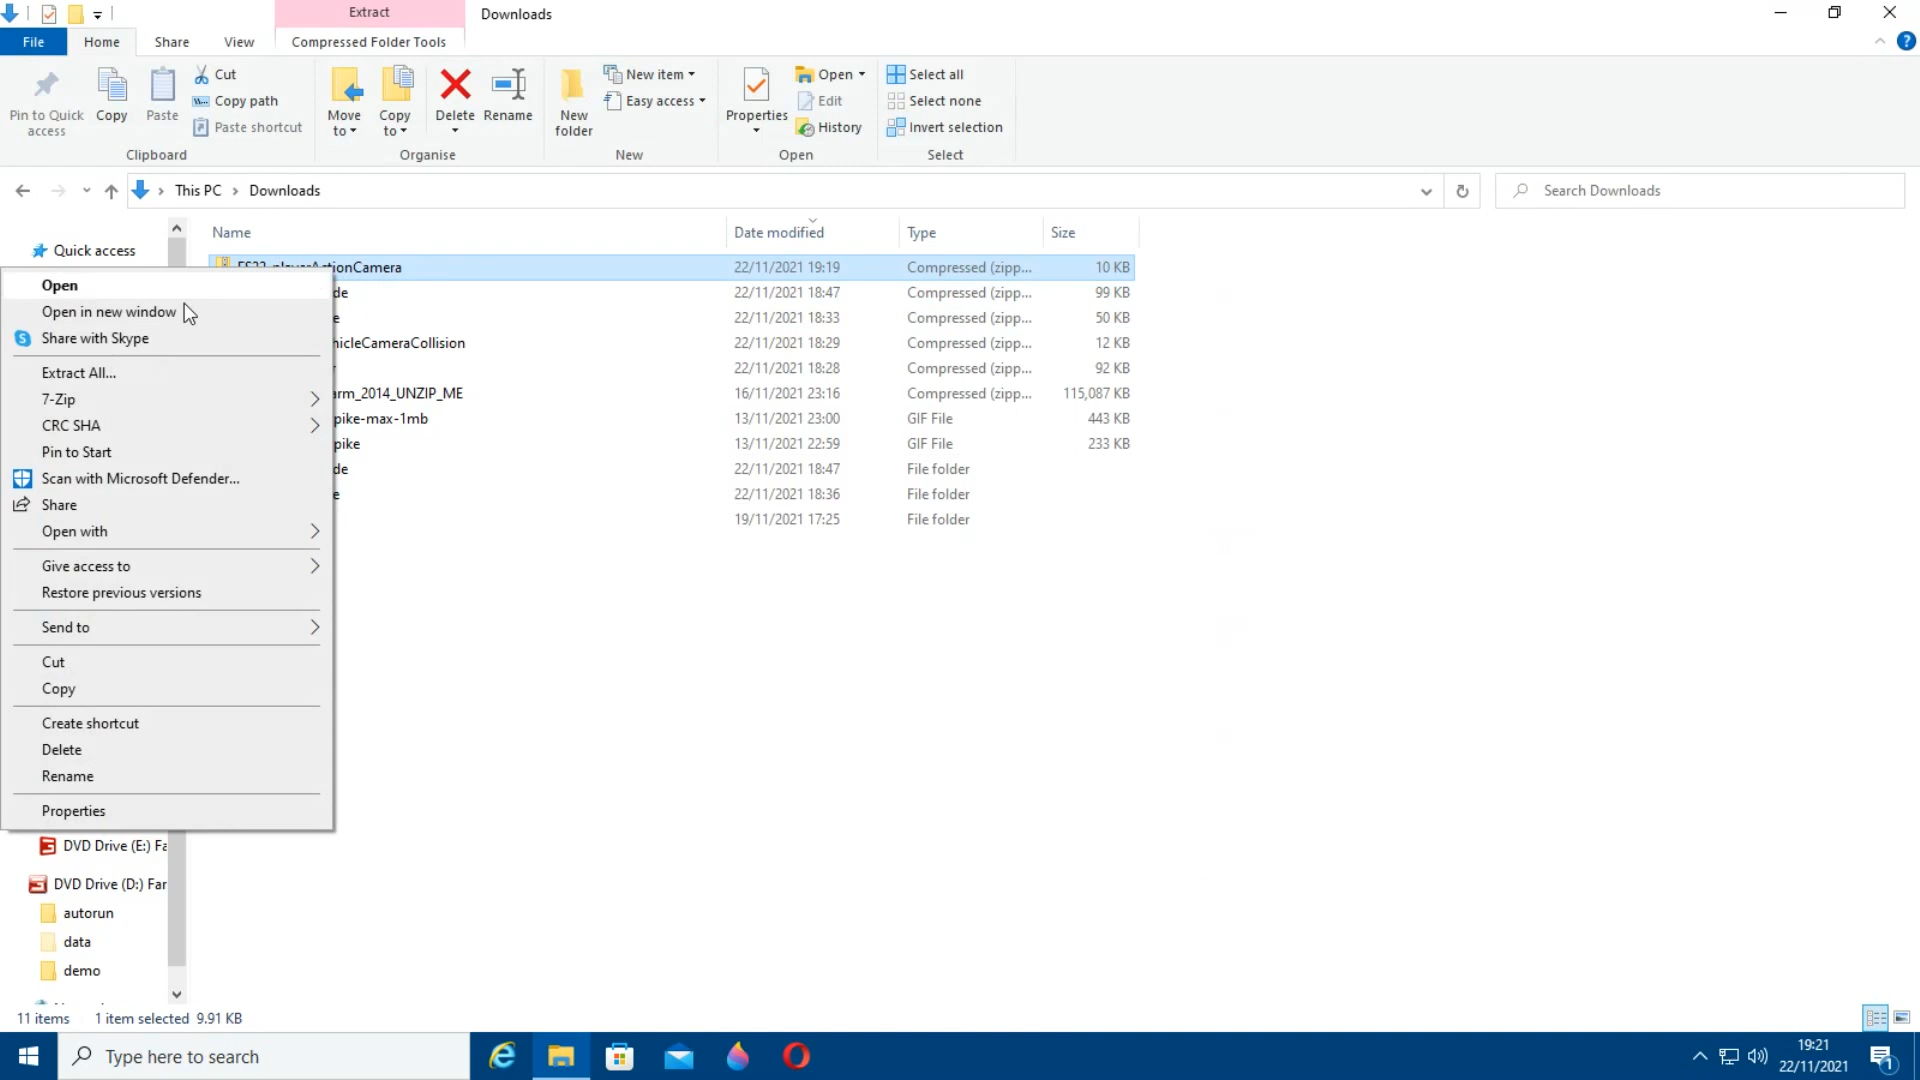 Extract
Downloads
File
Home
Share
View
Compressed Folder Tools
Pin to Quick access
Copy
Paste
Cut
Copy path
Paste shortcut
Clipboard
Move to
Copy to
Delete
Rename
Organise
New folder
New item
Easy access
New
Properties
Open
Edit
History
Open
Select all
Select none
Invert selection
Select
This PC
Downloads
Search Downloads
Quick access
Name
Date modified
Type
Size
FS22_playerActionCamera
22/11/2021 19:19
Compressed (zipp...
10 KB
de
22/11/2021 18:47
Compressed (zipp...
99 KB
e
22/11/2021 18:33
Compressed (zipp...
50 KB
hicleCameraCollision
22/11/2021 18:29
Compressed (zipp...
12 KB
22/11/2021 18:28
Compressed (zipp...
92 KB
arm_2014_UNZIP_ME
16/11/2021 23:16
Compressed (zipp...
115,087 KB
pike-max-1mb
13/11/2021 23:00
GIF File
443 KB
pike
13/11/2021 22:59
GIF File
233 KB
de
22/11/2021 18:47
File folder
e
22/11/2021 18:36
File folder
19/11/2021 17:25
File folder
Open
Open in new window
Share with Skype
Extract All...
7-Zip
CRC SHA
Pin to Start
Scan with Microsoft Defender...
Share
Open with
Give access to
Restore previous versions
Send to
Cut
Copy
Create shortcut
Delete
Rename
Properties
DVD Drive (E:) Fa
DVD Drive (D:) Far
autorun
data
demo
11 items
1 item selected 9.91 KB
Type here to search
19:21
22/11/2021
1